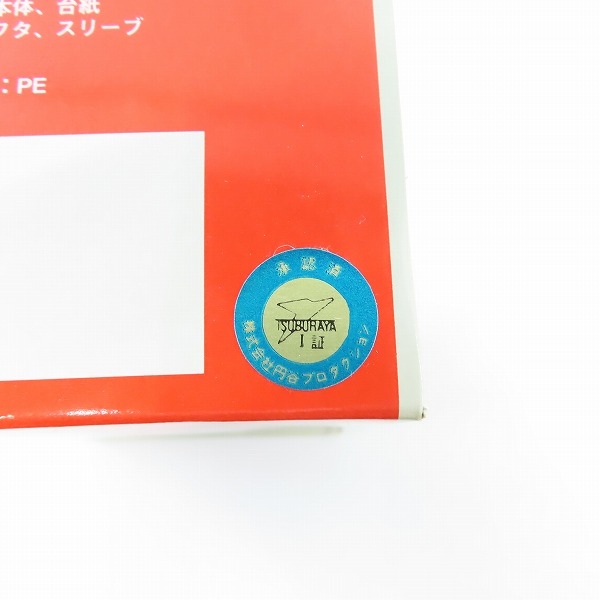 本体、台紙
フタ、スリーブ
：PE
承認済
TSUBURAYA
I 証
株式会社円谷プロダクション